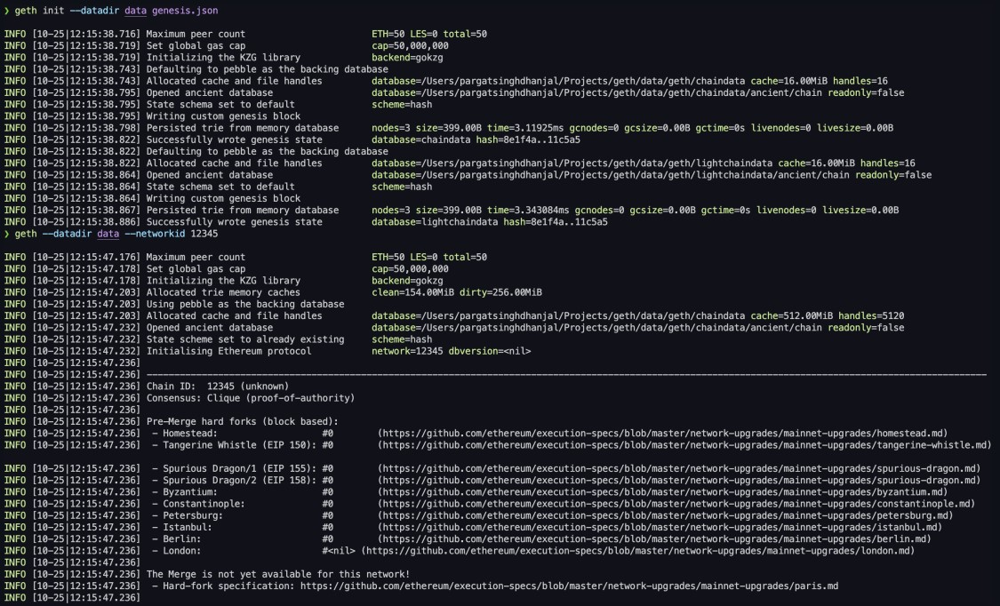 ❯ geth init --datadir data genesis.json
INFO [10-25|12:15:38.716] Maximum peer count ETH=50 LES=0 total=50
INFO [10-25|12:15:38.719] Set global gas cap cap=50,000,000
INFO [10-25|12:15:38.719] Initializing the KZG library backend=gokzg
INFO [10-25|12:15:38.743] Defaulting to pebble as the backing database
INFO [10-25|12:15:38.743] Allocated cache and file handles database=/Users/pargatsinghdhanjal/Projects/geth/data/geth/chaindata cache=16.00MiB handles=16
INFO [10-25|12:15:38.795] Opened ancient database database=/Users/pargatsinghdhanjal/Projects/geth/data/geth/chaindata/ancient/chain readonly=false
INFO [10-25|12:15:38.795] State schema set to default scheme=hash
INFO [10-25|12:15:38.795] Writing custom genesis block
INFO [10-25|12:15:38.798] Persisted trie from memory database nodes=3 size=399.00B time=3.11925ms gcnodes=0 gcsize=0.00B gctime=0s livenodes=0 livesize=0.00B
INFO [10-25|12:15:38.822] Successfully wrote genesis state database=chaindata hash=8e1f4a..11c5a5
INFO [10-25|12:15:38.822] Defaulting to pebble as the backing database
INFO [10-25|12:15:38.822] Allocated cache and file handles database=/Users/pargatsinghdhanjal/Projects/geth/data/geth/lightchaindata cache=16.00MiB handles=16
INFO [10-25|12:15:38.864] Opened ancient database database=/Users/pargatsinghdhanjal/Projects/geth/data/geth/lightchaindata/ancient/chain readonly=false
INFO [10-25|12:15:38.864] State schema set to default scheme=hash
INFO [10-25|12:15:38.864] Writing custom genesis block
INFO [10-25|12:15:38.867] Persisted trie from memory database nodes=3 size=399.00B time=3.343084ms gcnodes=0 gcsize=0.00B gctime=0s livenodes=0 livesize=0.00B
INFO [10-25|12:15:38.886] Successfully wrote genesis state database=lightchaindata hash=8e1f4a..11c5a5
❯ geth --datadir data --networkid 12345
INFO [10-25|12:15:47.176] Maximum peer count ETH=50 LES=0 total=50
INFO [10-25|12:15:47.178] Set global gas cap cap=50,000,000
INFO [10-25|12:15:47.178] Initializing the KZG library backend=gokzg
INFO [10-25|12:15:47.203] Allocated trie memory caches clean=154.00MiB dirty=256.00MiB
INFO [10-25|12:15:47.203] Using pebble as the backing database
INFO [10-25|12:15:47.203] Allocated cache and file handles database=/Users/pargatsinghdhanjal/Projects/geth/data/geth/chaindata cache=512.00MiB handles=5120
INFO [10-25|12:15:47.232] Opened ancient database database=/Users/pargatsinghdhanjal/Projects/geth/data/geth/chaindata/ancient/chain readonly=false
INFO [10-25|12:15:47.232] State scheme set to already existing scheme=hash
INFO [10-25|12:15:47.232] Initialising Ethereum protocol network=12345 dbversion=<nil>
INFO [10-25|12:15:47.236]
INFO [10-25|12:15:47.236] ---------------------------------------------------------------------------------------------------------------------------------------------------------
INFO [10-25|12:15:47.236] Chain ID: 12345 (unknown)
INFO [10-25|12:15:47.236] Consensus: Clique (proof-of-authority)
INFO [10-25|12:15:47.236]
INFO [10-25|12:15:47.236] Pre-Merge hard forks (block based):
INFO [10-25|12:15:47.236] - Homestead: #0 (https://github.com/ethereum/execution-specs/blob/master/network-upgrades/mainnet-upgrades/homestead.md)
INFO [10-25|12:15:47.236] - Tangerine Whistle (EIP 150): #0 (https://github.com/ethereum/execution-specs/blob/master/network-upgrades/mainnet-upgrades/tangerine-whistle.md)
INFO [10-25|12:15:47.236] - Spurious Dragon/1 (EIP 155): #0 (https://github.com/ethereum/execution-specs/blob/master/network-upgrades/mainnet-upgrades/spurious-dragon.md)
INFO [10-25|12:15:47.236] - Spurious Dragon/2 (EIP 158): #0 (https://github.com/ethereum/execution-specs/blob/master/network-upgrades/mainnet-upgrades/spurious-dragon.md)
INFO [10-25|12:15:47.236] - Byzantium: #0 (https://github.com/ethereum/execution-specs/blob/master/network-upgrades/mainnet-upgrades/byzantium.md)
INFO [10-25|12:15:47.236] - Constantinople: #0 (https://github.com/ethereum/execution-specs/blob/master/network-upgrades/mainnet-upgrades/constantinople.md)
INFO [10-25|12:15:47.236] - Petersburg: #0 (https://github.com/ethereum/execution-specs/blob/master/network-upgrades/mainnet-upgrades/petersburg.md)
INFO [10-25|12:15:47.236] - Istanbul: #0 (https://github.com/ethereum/execution-specs/blob/master/network-upgrades/mainnet-upgrades/istanbul.md)
INFO [10-25|12:15:47.236] - Berlin: #0 (https://github.com/ethereum/execution-specs/blob/master/network-upgrades/mainnet-upgrades/berlin.md)
INFO [10-25|12:15:47.236] - London: #<nil> (https://github.com/ethereum/execution-specs/blob/master/network-upgrades/mainnet-upgrades/london.md)
INFO [10-25|12:15:47.236]
INFO [10-25|12:15:47.236] The Merge is not yet available for this network!
INFO [10-25|12:15:47.236] - Hard-fork specification: https://github.com/ethereum/execution-specs/blob/master/network-upgrades/mainnet-upgrades/paris.md
INFO [10-25|12:15:47.236]